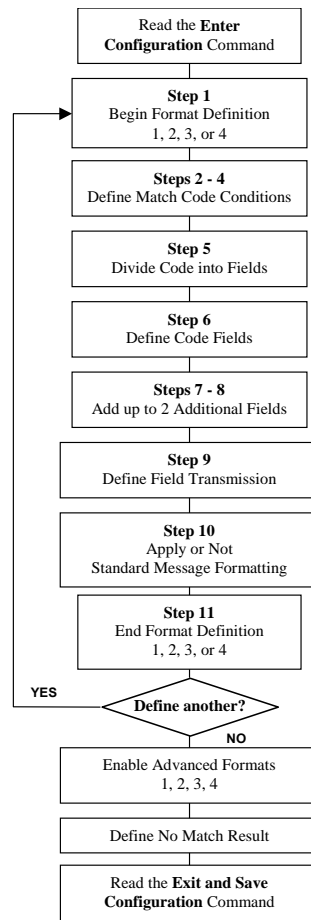 Read the Enter
Configuration Command
Step 1
Begin Format Definition
1, 2, 3, or 4
Steps 2 - 4
Define Match Code Conditions
Step 5
Divide Code into Fields
Step 6
Define Code Fields
Steps 7 - 8
Add up to 2 Additional Fields
Step 9
Define Field Transmission
Step 10
Apply or Not
Standard Message Formatting
Step 11
End Format Definition
1, 2, 3, or 4
YES
Define another?
NO
Enable Advanced Formats
1, 2, 3, 4
Define No Match Result
Read the Exit and Save
Configuration Command